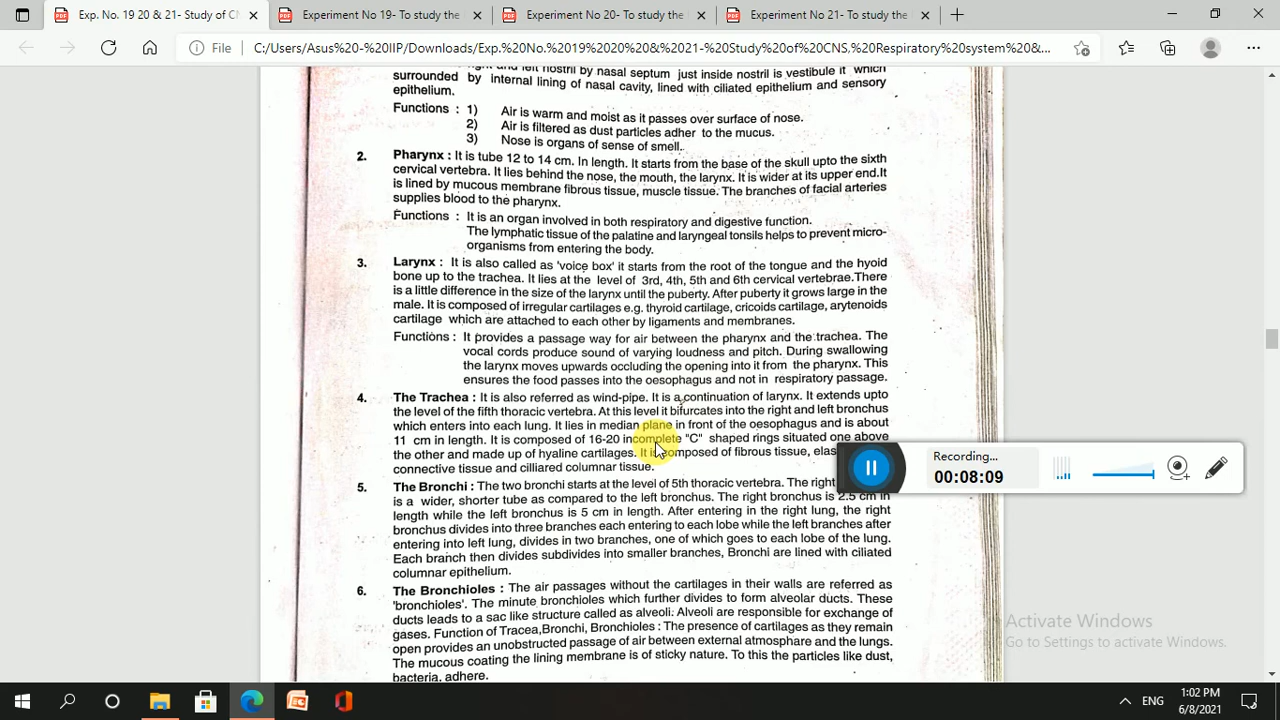 Exp. No. 19 20 & 21- Study of Cl
Experiment No 19- To study the
Experiment No 20- To study the
Experiment No 21- To study the
File
C:/Users/Asus%20-%20IIP/Downloads/Exp.%20No.%2019%2020%20&%2021-%20Study%20of%20CNS.%20Respiratory%20system%20&...
left nostril by nasal septum just inside nostril is vestibule it which
surrounded by internal lining of nasal cavity, lined with ciliated epithelium and sensory
epithelium.
Functions : 1) Air is warm and moist as it passes over surface of nose.
2) Air is filtered as dust particles adher to the mucus.
3) Nose is organs of sense of smell.
2. Pharynx : It is tube 12 to 14 cm. In length. It starts from the base of the skull upto the sixth
cervical vertebra. It lies behind the nose, the mouth, the larynx. It is wider at its upper end.It
is lined by muccus membrane fibrous tissue, muscle tissue. The branches of facial arteries
supplies blood to the pharynx.
Functions : It is an organ involved in both respiratory and digestive function.
The lymphatic tissue of the palatine and laryngeal tonsils helps to prevent micro-
organisms from entering the body.
3. Larynx : It is also called as 'voice box' it starts from the root of the tongue and the hyoid
bone up to the trachea. It lies at the level of 3rd, 4th, 5th and 6th cervical vertebrae.There
is a little difference in the size of the larynx until the puberty. After puberty it grows large in the
male. It is composed of irregular cartilages e.g. thyroid cartilage, cricoids cartilage, arytenoids
cartilage which are attached to each other by ligaments and membranes.
Functions : It provides a passage way for air between the pharynx and the trachea. The
vocal cords produce sound of varying loudness and pitch. During swallowing
the larynx moves upwards occluding the opening into it from the pharynx. This
ensures the food passes into the oesophagus and not in respiratory passage.
4. The Trachea : It is also referred as wind-pipe. It is a continuation of larynx. It extends upto
the level of the fifth thoracic vertebra. At this level it bifurcates into the right and left bronchus
which enters into each lung. It lies in median plane in front of the oesophagus and is about
11 cm in length. It is composed of 16-20 incomplete "C" shaped rings situated one above
the other and made up of hyaline cartilages. It is composed of fibrous tissue, elas
connective tissue and cilliared columnar tissue.
5. The Bronchi : The two bronchi starts at the level of 5th thoracic vertebra. The right
is a wider, shorter tube as compared to the left bronchus. The right bronchus is 2.5 cm in
length while the left bronchus is 5 cm in length. After entering in the right lung, the right
bronchus divides into three branches each entering to each lobe while the left branches after
entering into left lung, divides in two branches, one of which goes to each lobe of the lung.
Each branch then divides subdivides into smaller branches, Bronchi are lined with ciliated
columnar epithelium.
6. The Bronchioles : The air passages without the cartilages in their walls are referred as
'bronchioles'. The minute bronchioles which further divides to form alveolar ducts. These
ducts leads to a sac like structure called as alveoli. Alveoli are responsible for exchange of
gases. Function of Tracea,Bronchi, Bronchioles : The presence of cartilages as they remain
open provides an unobstructed passage of air between external atmosphare and the lungs.
The mucous coating the lining membrane is of sticky nature. To this the particles like dust,
bacteria, adhere.
Recording...
00:08:09
Activate Windows
Go to Settings to activate Windows.
ENG
1:02 PM
6/8/2021